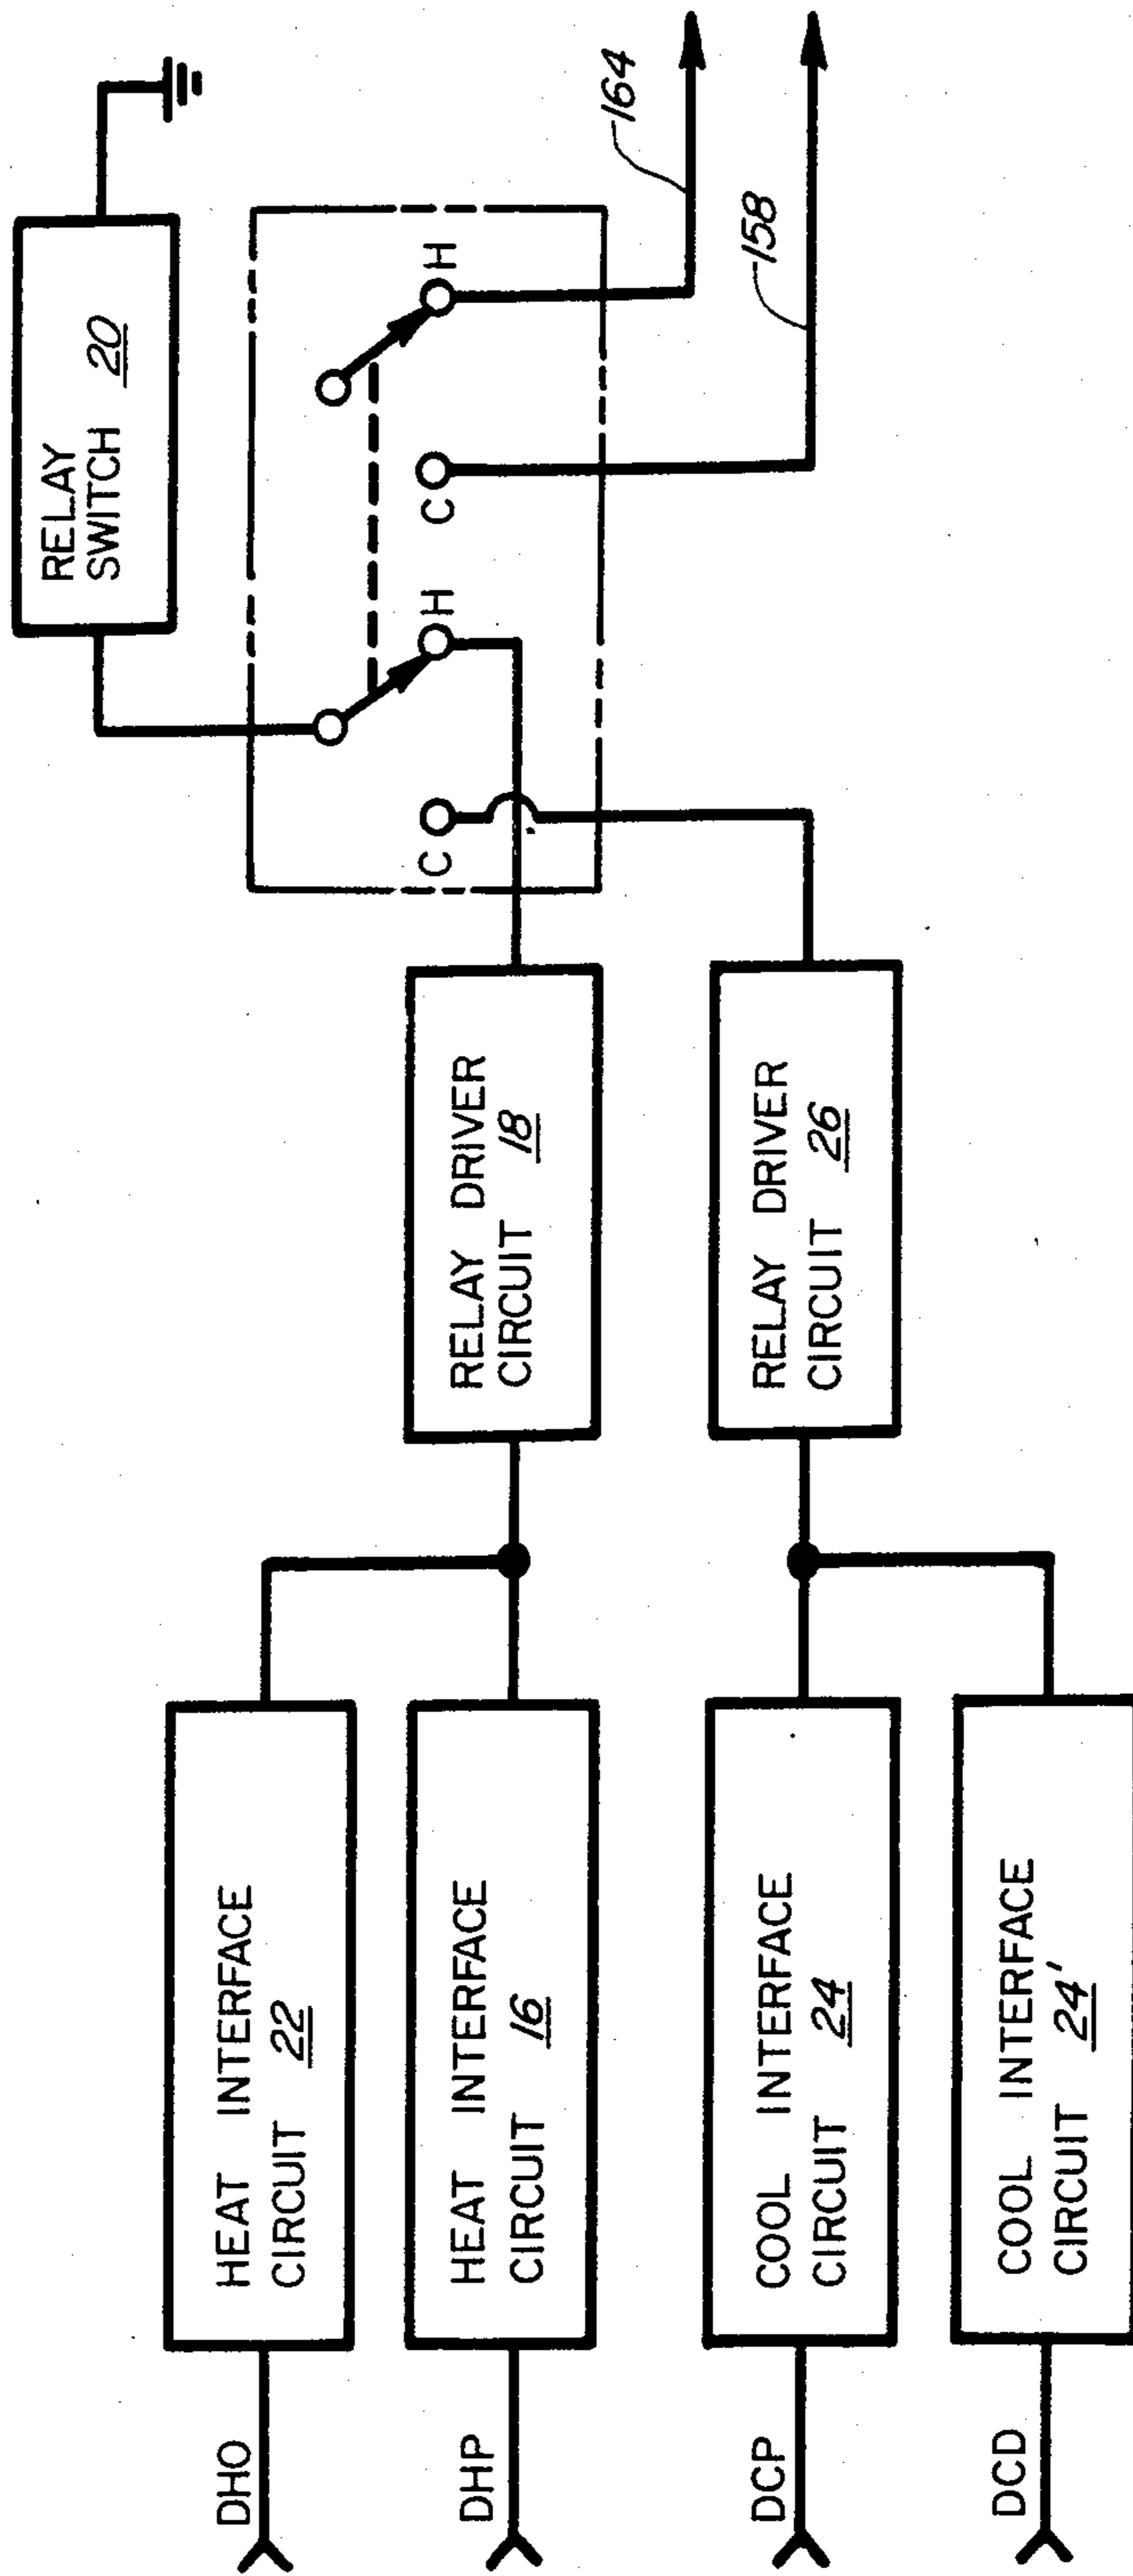 DHO
HEAT INTERFACE
CIRCUIT 22
DHP
HEAT INTERFACE
CIRCUIT 16
DCP
COOL INTERFACE
CIRCUIT 24
DCD
COOL INTERFACE
CIRCUIT 24'
RELAY DRIVER
CIRCUIT 18
RELAY DRIVER
CIRCUIT 26
RELAY
SWITCH 20
C
H
C
H
164
158